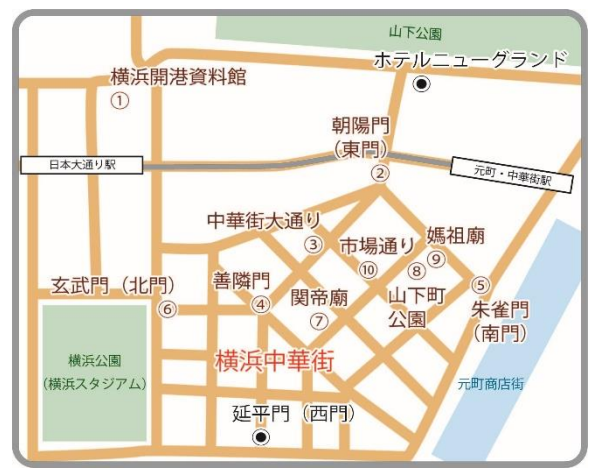 山下公園
ホテルニューグランド
横浜開港資料館
①
朝陽門
（東門）
②
日本大通り駅
元町・中華街駅
中華街大通り
③
市場通り
⑩
媽祖廟
⑨
⑧
山下町
公園
⑤
朱雀門
（南門）
玄武門（北門）
⑥
善隣門
④
関帝廟
⑦
横浜中華街
横浜公園
（横浜スタジアム）
元町商店街
延平門（西門）